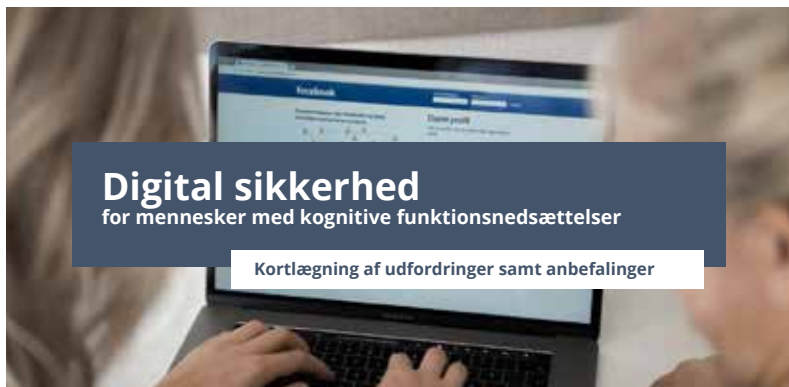 facebook
Digital sikkerhed
for mennesker med kognitive funktionsnedsættelser
Kortlægning af udfordringer samt anbefalinger